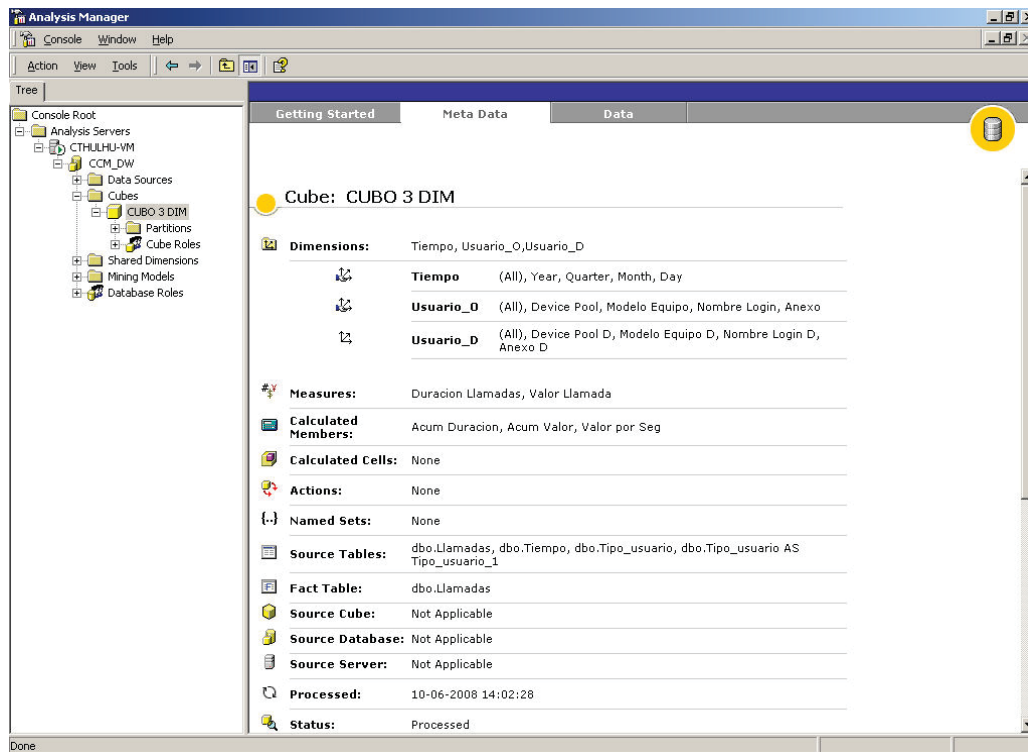 Analysis Manager
Console Window Help
Action View Tools
Tree
Console Root
Analysis Servers
CTHULHU-VM
CCM_DW
Data Sources
Cubes
CUBO 3 DIM
Partitions
Cube Roles
Shared Dimensions
Mining Models
Database Roles
Getting Started Meta Data Data
Cube: CUBO 3 DIM
Dimensions: Tiempo, Usuario_O,Usuario_D
Tiempo (All), Year, Quarter, Month, Day
Usuario_O (All), Device Pool, Modelo Equipo, Nombre Login, Anexo
Usuario_D (All), Device Pool D, Modelo Equipo D, Nombre Login D,
Anexo D
Measures: Duracion Llamadas, Valor Llamada
Calculated
Members: Acum Duracion, Acum Valor, Valor por Seg
Calculated Cells: None
Actions: None
{..} Named Sets: None
Source Tables: dbo.Llamadas, dbo.Tiempo, dbo.Tipo_usuario, dbo.Tipo_usuario AS
Tipo_usuario_1
Fact Table: dbo.Llamadas
Source Cube: Not Applicable
Source Database: Not Applicable
Source Server: Not Applicable
Processed: 10-06-2008 14:02:28
Status: Processed
Done